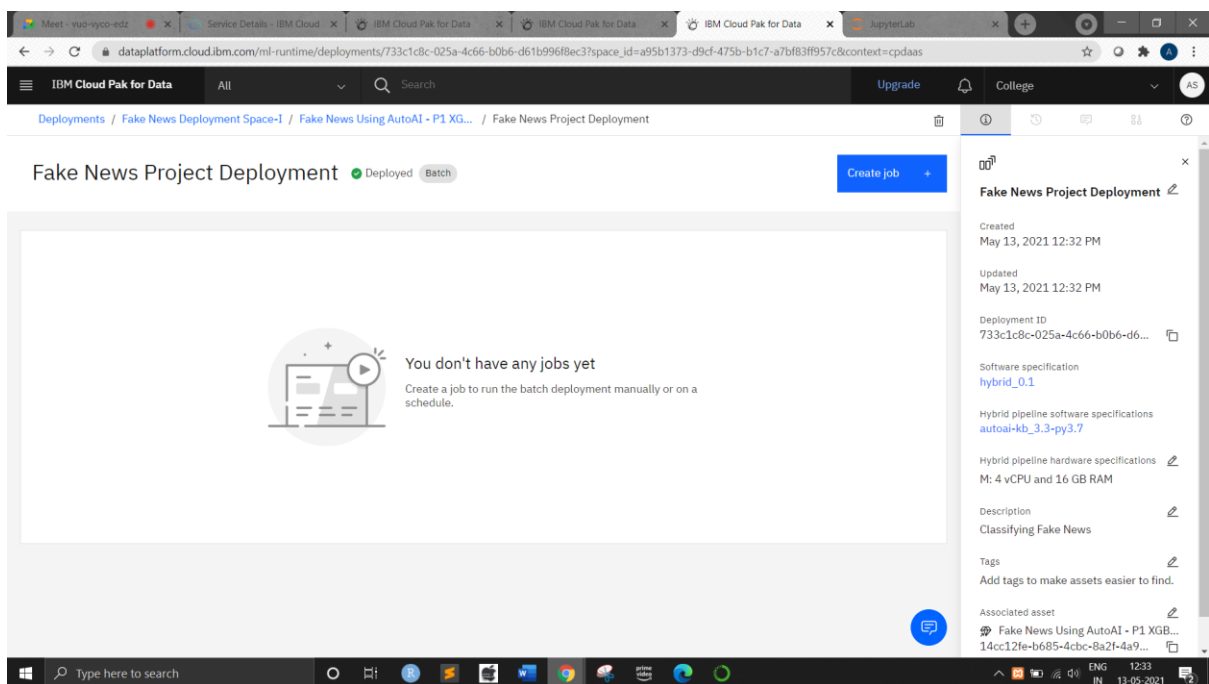 Meet - vuo-vyco-edz
Service Details - IBM Cloud
IBM Cloud Pak for Data
IBM Cloud Pak for Data
IBM Cloud Pak for Data
JupyterLab
dataplatform.cloud.ibm.com/ml-runtime/deployments/733c1c8c-025a-4c66-b0b6-d61b996f8ec3?space_id=a95b1373-d9cf-475b-b1c7-a7bf83ff957c&context=cpdaas
A
IBM Cloud Pak for Data
All
Search
Upgrade
College
AS
Deployments / Fake News Deployment Space-I / Fake News Using AutoAI - P1 XG... / Fake News Project Deployment
Fake News Project Deployment
Deployed
Batch
Create job +
You don't have any jobs yet
Create a job to run the batch deployment manually or on a
schedule.
Fake News Project Deployment
Created
May 13, 2021 12:32 PM
Updated
May 13, 2021 12:32 PM
Deployment ID
733c1c8c-025a-4c66-b0b6-d6...
Software specification
hybrid_0.1
Hybrid pipeline software specifications
autoai-kb_3.3-py3.7
Hybrid pipeline hardware specifications
M: 4 vCPU and 16 GB RAM
Description
Classifying Fake News
Tags
Add tags to make assets easier to find.
Associated asset
Fake News Using AutoAI - P1 XGB...
14cc12fe-b685-4cbc-8a2f-4a9...
Type here to search
R
prime
video
ENG
IN
12:33
13-05-2021
2